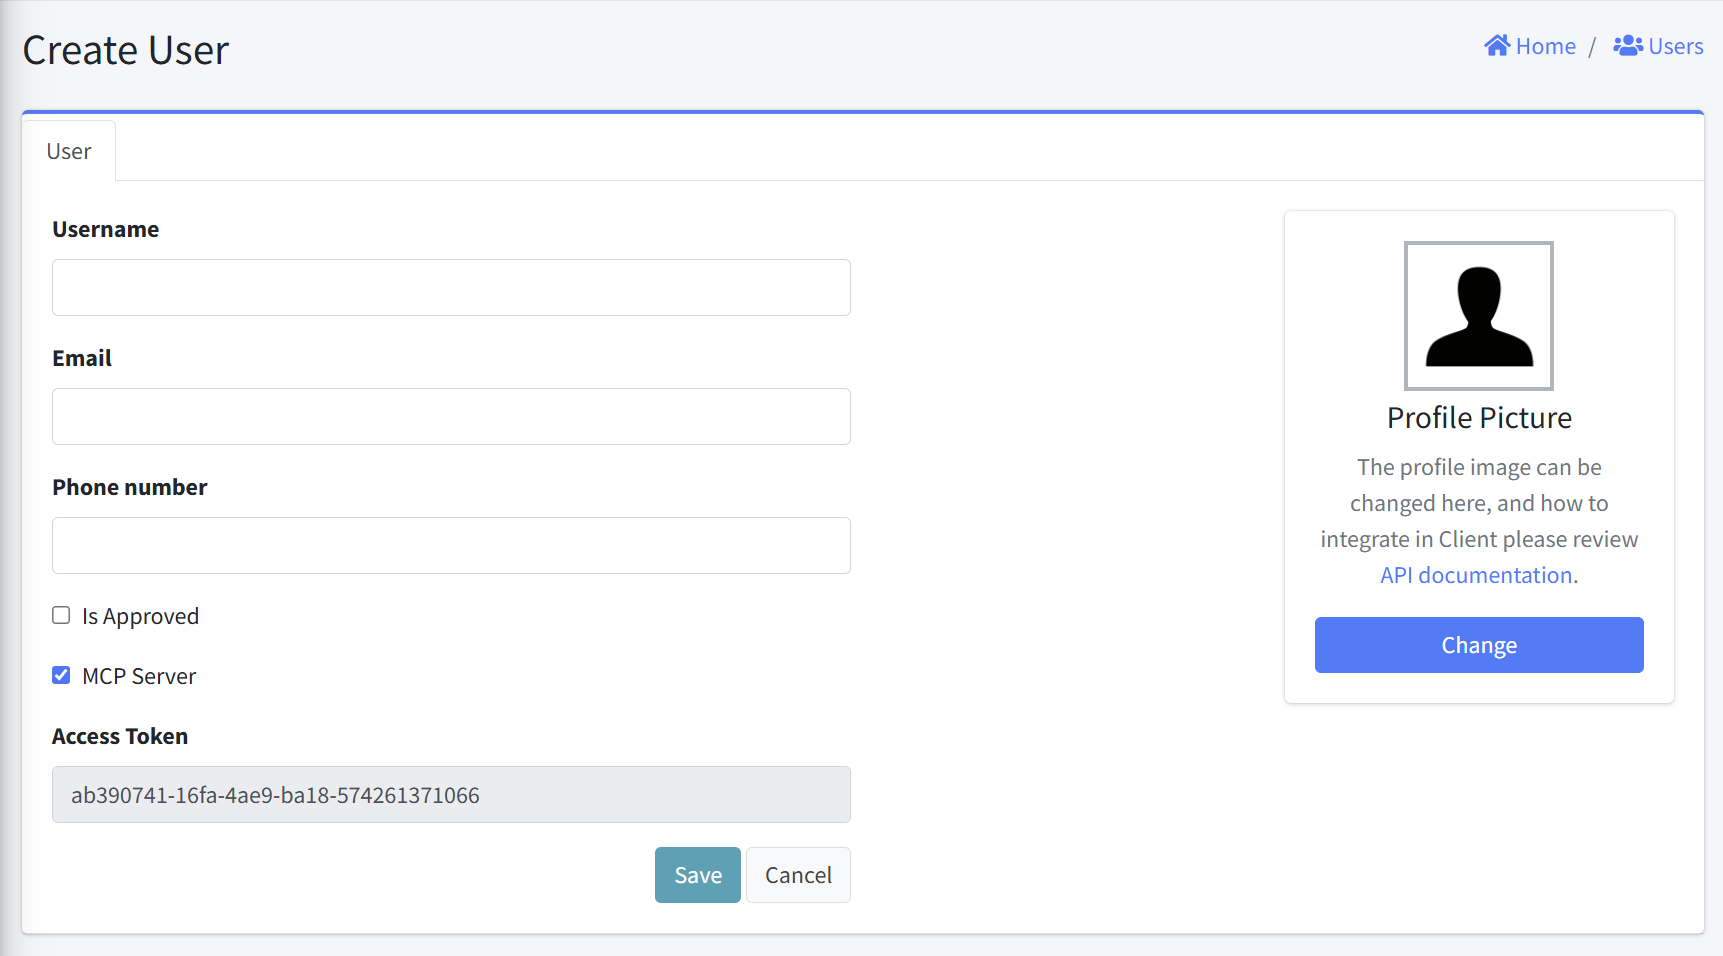 Create User
Home / Users
User
Username
Email
Phone number
Is Approved
MCP Server
Access Token
ab390741-16fa-4ae9-ba18-574261371066
Save Cancel
Profile Picture
The profile image can be
changed here, and how to
integrate in Client please review
API documentation.
Change